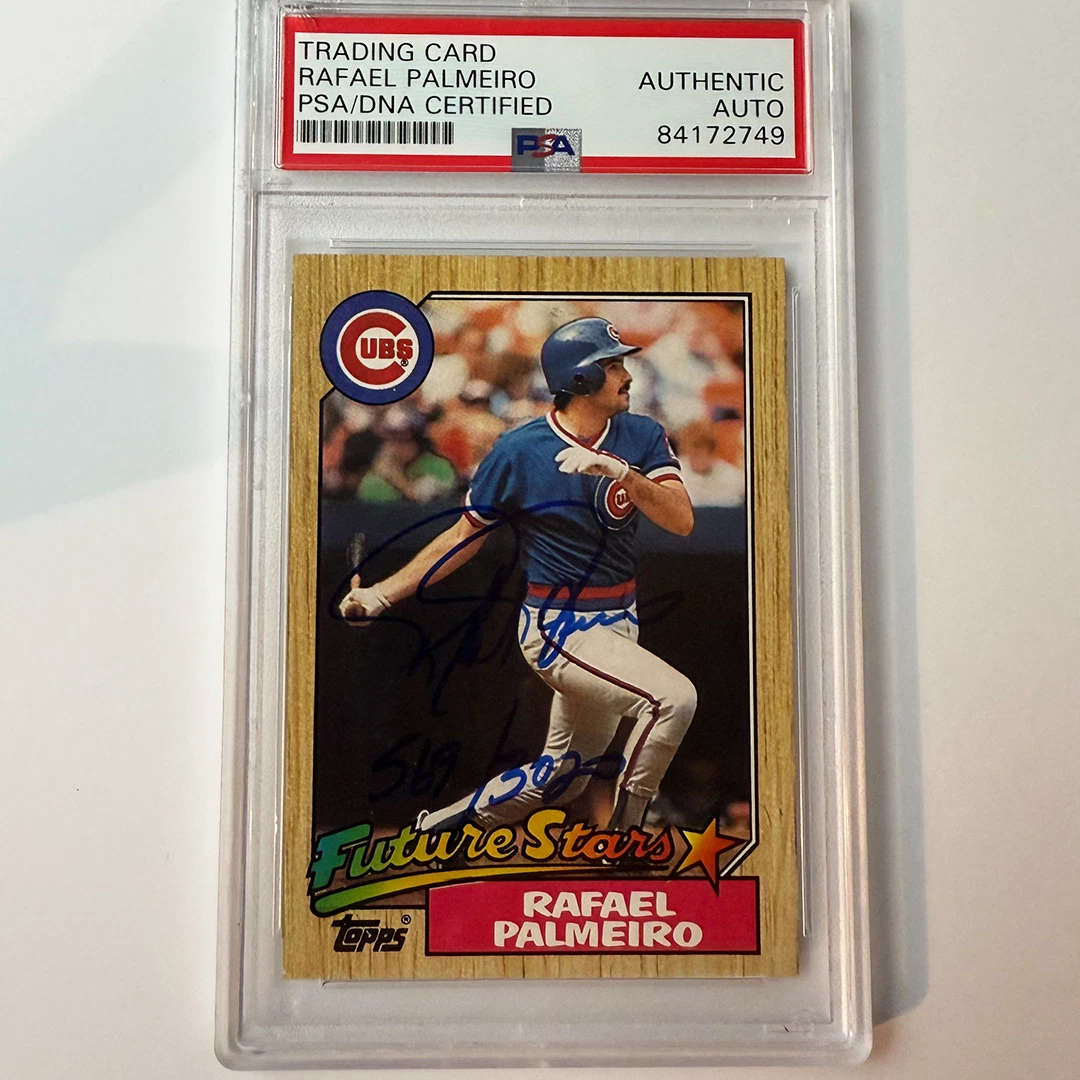 TRADING CARD
RAFAEL PALMEIRO
PSA/DNA CERTIFIED
AUTHENTIC
AUTO
84172749
PSA
CUBS®
569 / 3020
Future Stars
topps®
RAFAEL
PALMEIRO